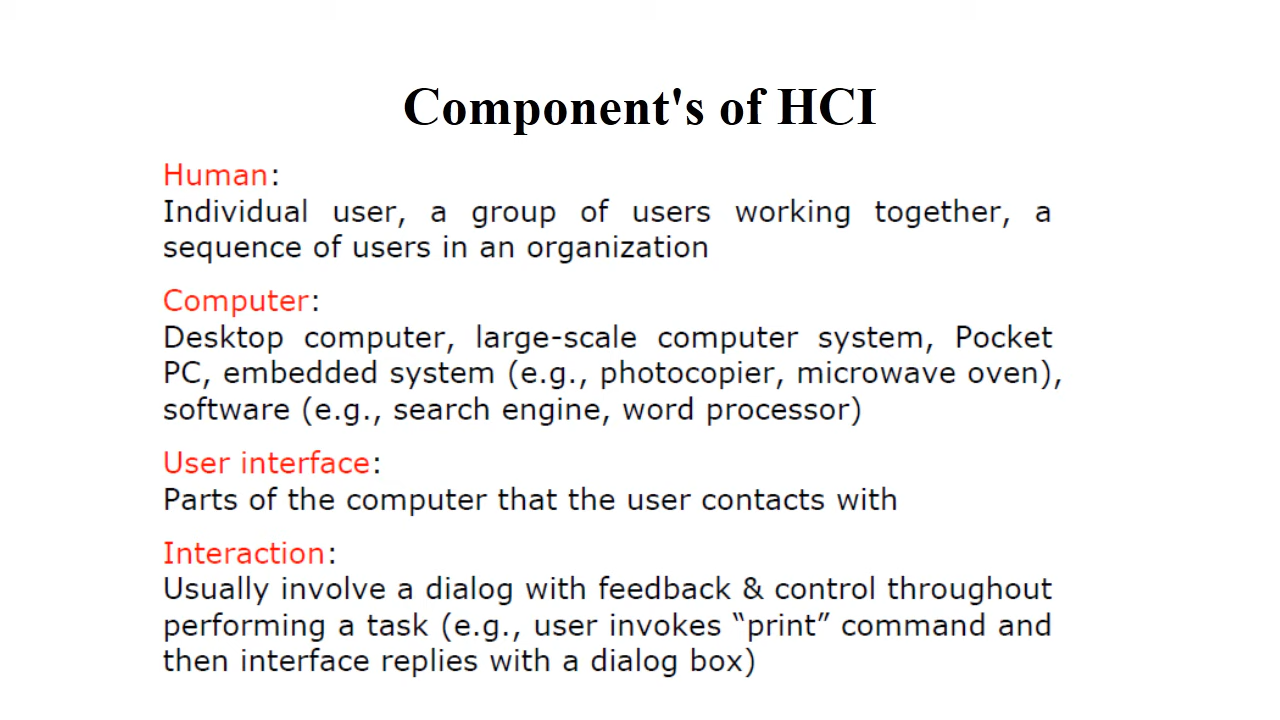 Component's of HCI
Human:
Individual user, a group of users working together, a
sequence of users in an organization
Computer:
Desktop computer, large-scale computer system, Pocket
PC, embedded system (e.g., photocopier, microwave oven),
software (e.g., search engine, word processor)
User interface:
Parts of the computer that the user contacts with
Interaction:
Usually involve a dialog with feedback & control throughout
performing a task (e.g., user invokes “print” command and
then interface replies with a dialog box)